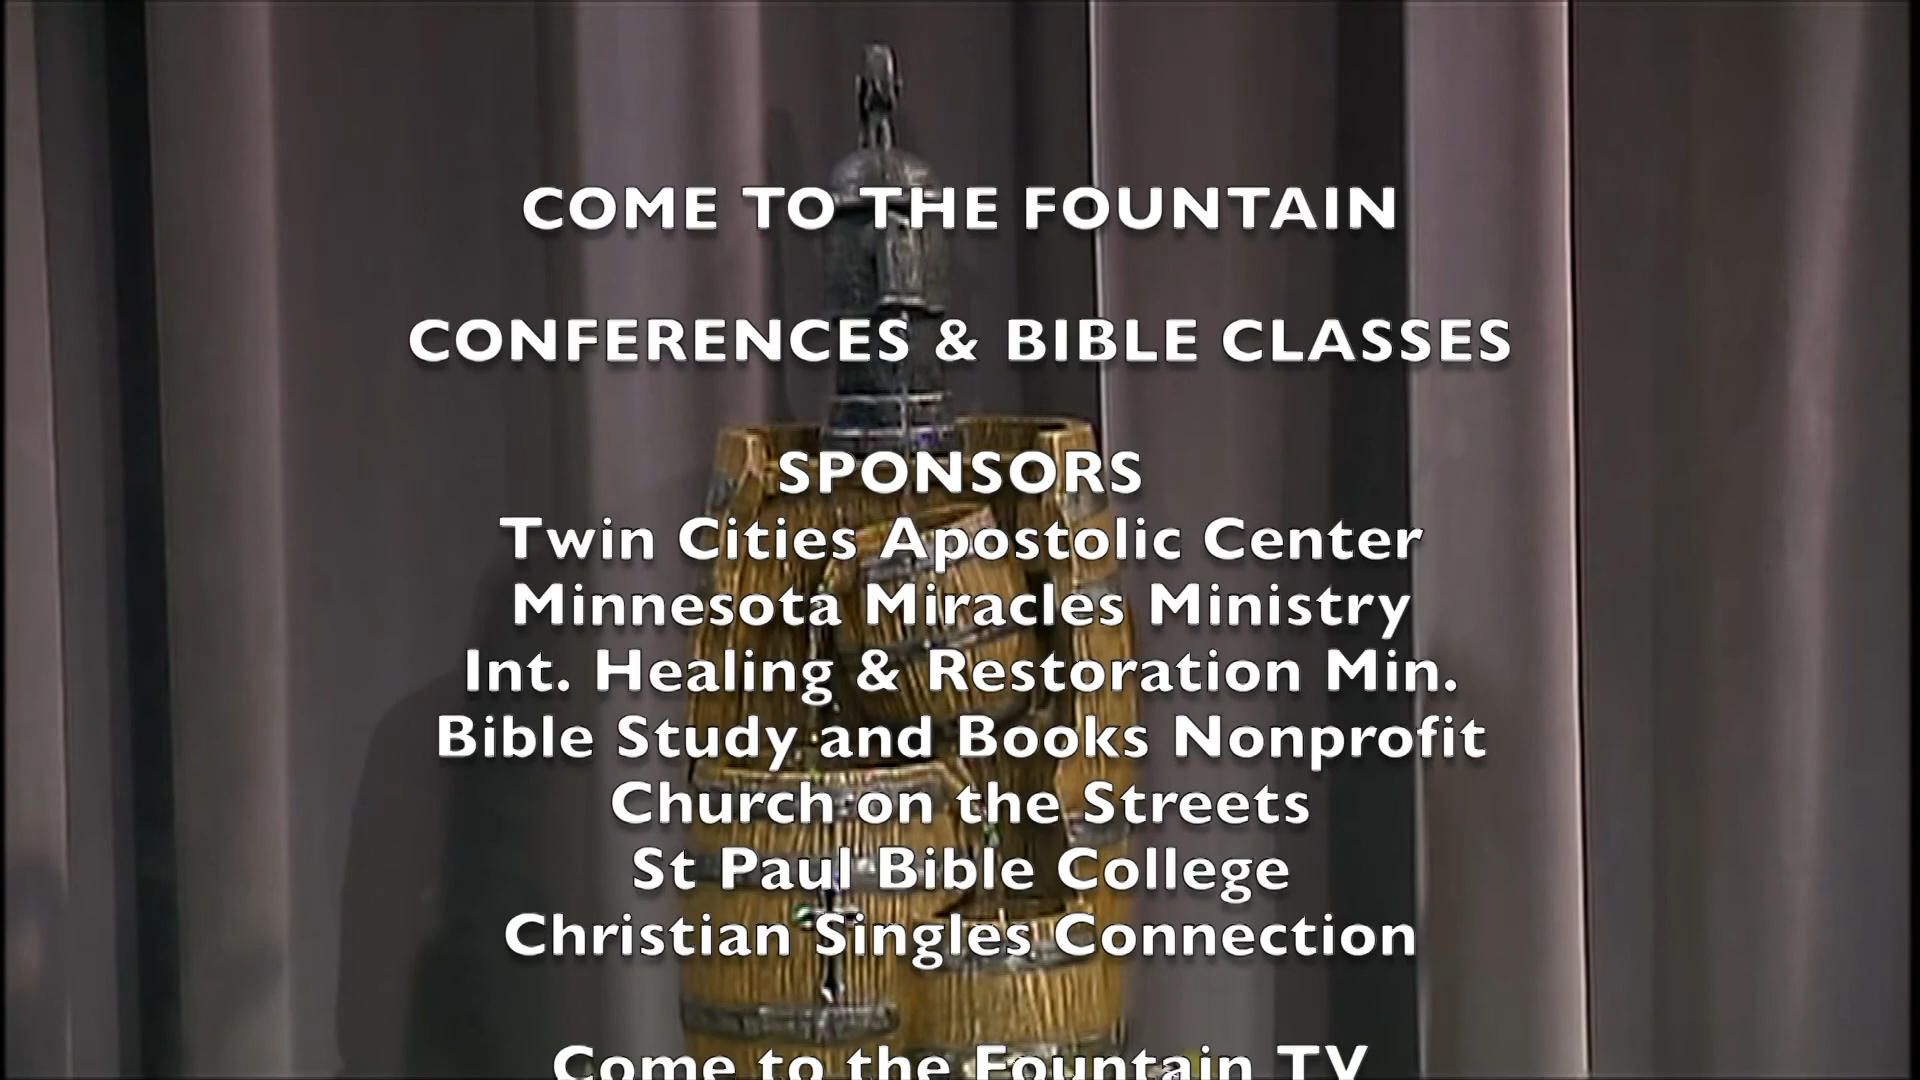 COME TO THE FOUNTAIN
CONFERENCES & BIBLE CLASSES
SPONSORS
Twin Cities Apostolic Center
Minnesota Miracles Ministry
Int. Healing & Restoration Min.
Bible Study and Books Nonprofit
Church on the Streets
St Paul Bible College
Christian Singles Connection
Come to the Fountain TV